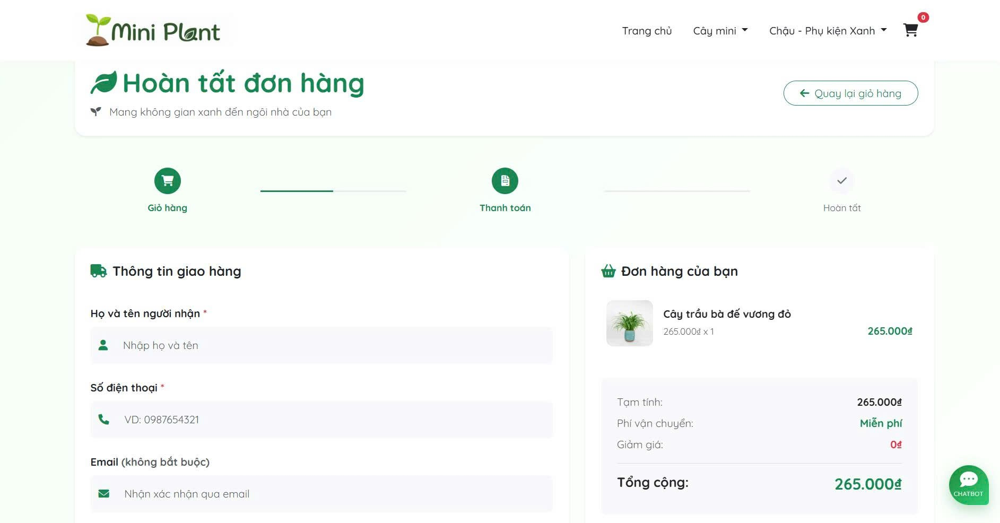 Mini Plant
Trang chủ
Cây mini
Chậu - Phụ kiện Xanh
0
Hoàn tất đơn hàng
Mang không gian xanh đến ngôi nhà của bạn
Quay lại giỏ hàng
Giỏ hàng
Thanh toán
Hoàn tất
Thông tin giao hàng
Họ và tên người nhận *
Nhập họ và tên
Số điện thoại *
VD: 0987654321
Email (không bắt buộc)
Nhận xác nhận qua email
Đơn hàng của bạn
Cây trầu bà đế vương đỏ
265.000₫ x 1
265.000₫
Tạm tính: 265.000₫
Phí vận chuyển: Miễn phí
Giảm giá: 0₫
Tổng cộng: 265.000₫
CHATBOT